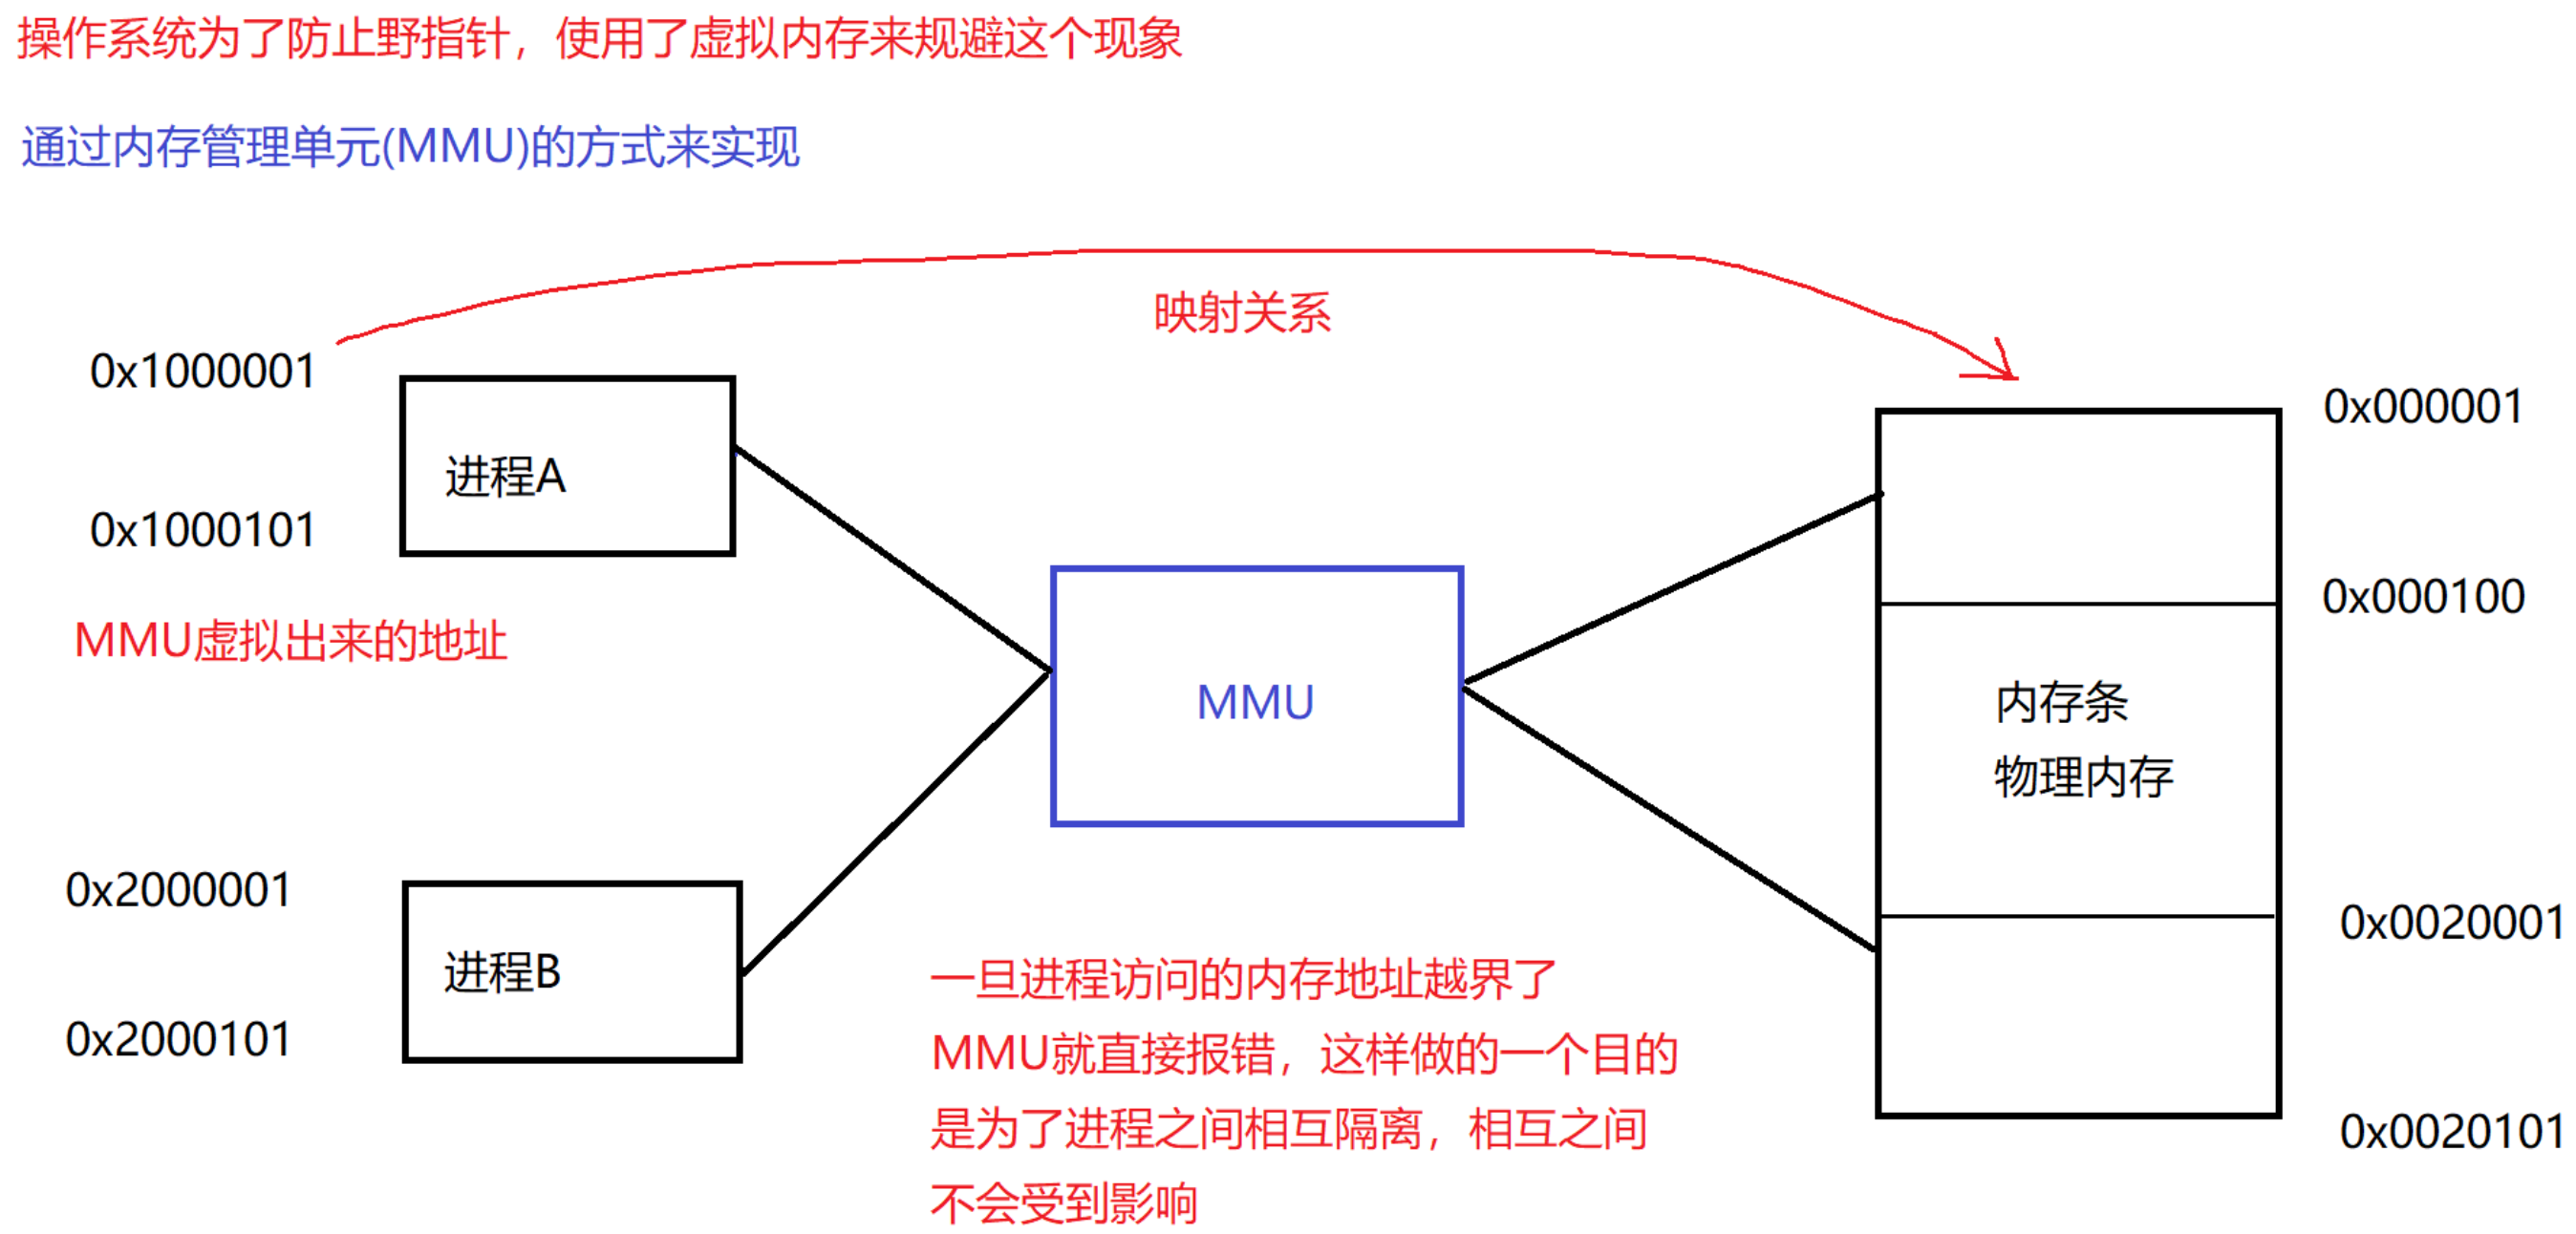 操作系统为了防止野指针，使用了虚拟内存来规避这个现象
通过内存管理单元(MMU)的方式来实现
映射关系
0x1000001
进程A
0x1000101
MMU虚拟出来的地址
MMU
0x2000001
进程B
0x2000101
0x000001
0x000100
内存条
物理内存
0x0020001
0x0020101
一旦进程访问的内存地址越界了
MMU就直接报错，这样做的一个目的
是为了进程之间相互隔离，相互之间
不会受到影响